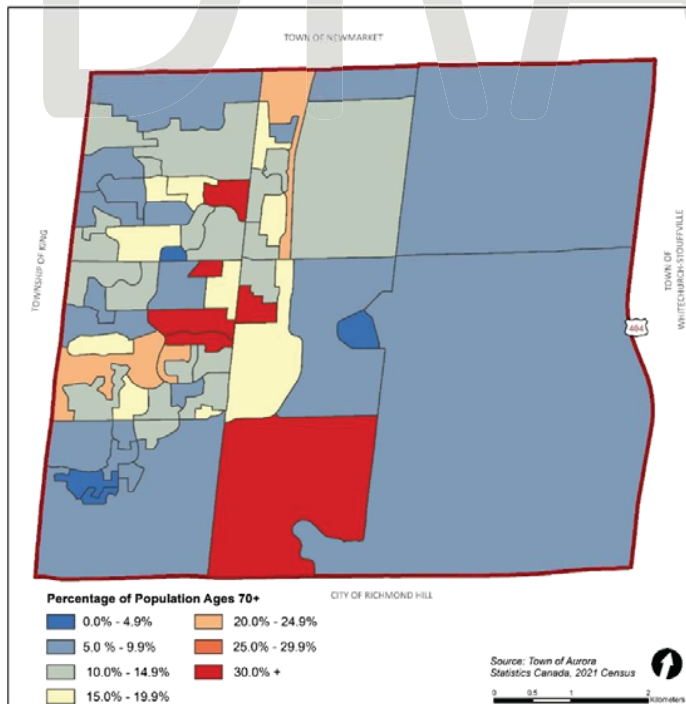 TOWN OF NEWMARKET
TOWNSHIP OF KING
TOWN OF
WHITECHURCH-STOUFFVILLE
404
CITY OF RICHMOND HILL
Percentage of Population Ages 70+
0.0% - 4.9%
5.0 % - 9.9%
10.0% - 14.9%
15.0% - 19.9%
20.0% - 24.9%
25.0% - 29.9%
30.0% +
Source: Town of Aurora
Statistics Canada, 2021 Census
0 0.5 1 2
Kilometers